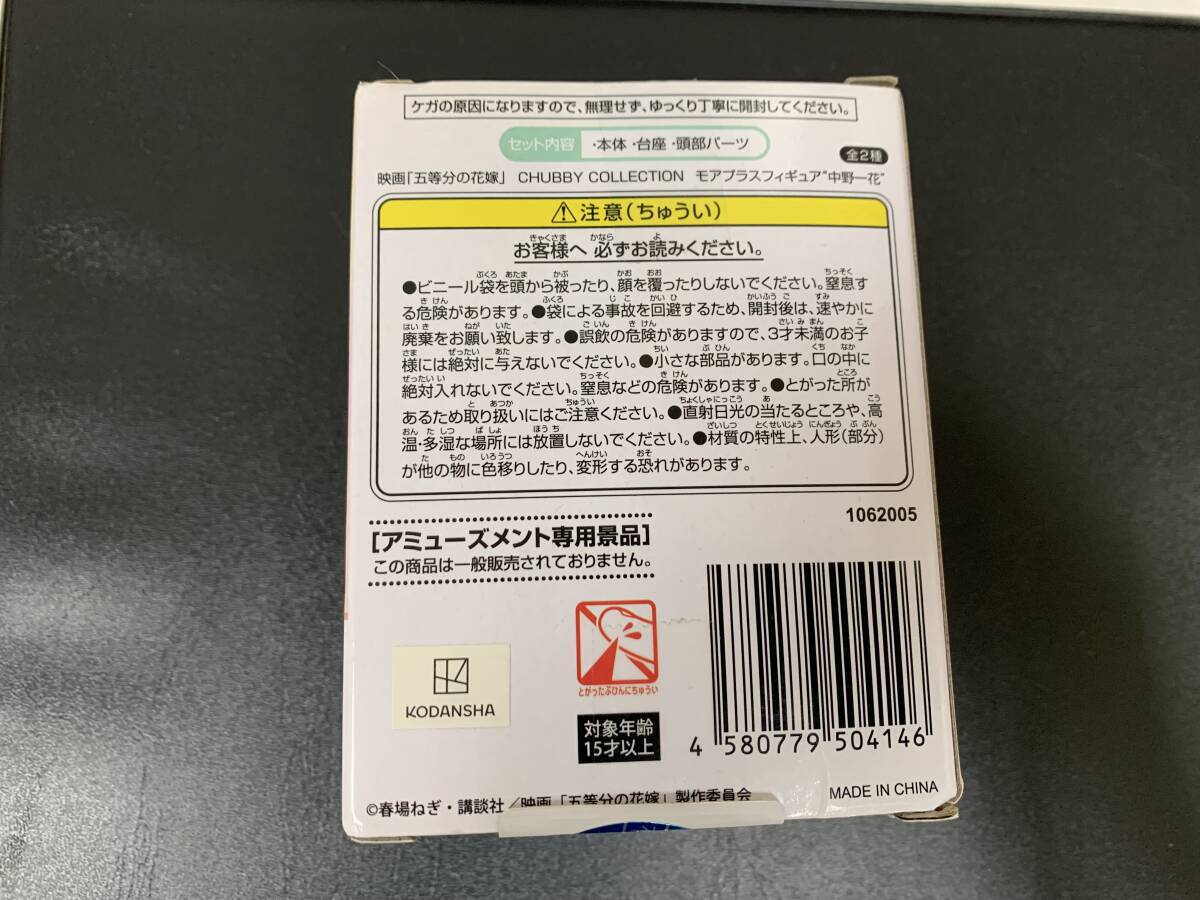 ケガの原因になりますので、無理せず、ゆっくり丁寧に開封してください。
セット内容 ・本体・台座・頭部パーツ
全2種
映画「五等分の花嫁」 CHUBBY COLLECTION モアプラスフィギュア“中野一花”
⚠注意(ちゅうい)
お客様へ 必ずお読みください。
●ビニール袋を頭から被ったり、顔を覆ったりしないでください。窒息す
る危険があります。●袋による事故を回避するため、開封後は、速やかに
廃棄をお願い致します。●誤飲の危険がありますので、3才未満のお子
様には絶対に与えないでください。●小さな部品があります。口の中に
絶対入れないでください。窒息などの危険があります。●とがった所が
あるため取り扱いにはご注意ください。●直射日光の当たるところや、高
温・多湿な場所には放置しないでください。●材質の特性上、人形(部分)
が他の物に色移りしたり、変形する恐れがあります。
1062005
[アミューズメント専用景品]
この商品は一般販売されておりません。
とがったぶひんにちゅうい
KODANSHA
対象年齢
15才以上
4 580779 504146
MADE IN CHINA
©春場ねぎ・講談社/映画「五等分の花嫁」製作委員会